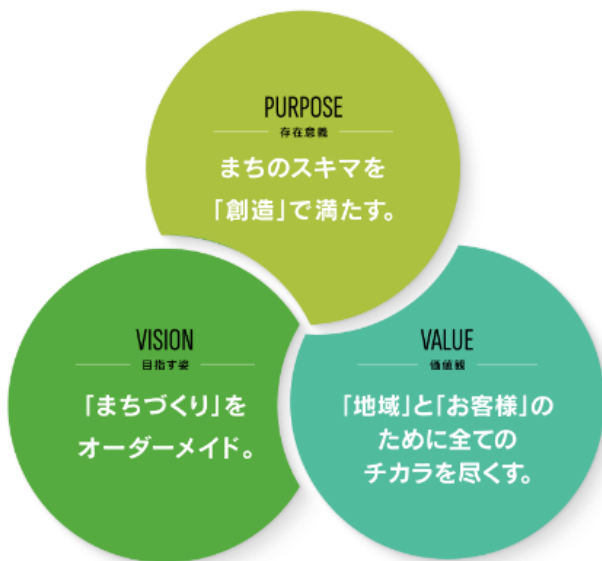 PURPOSE
存在意義
まちのスキマを
「創造」で満たす。
VISION
目指す姿
「まちづくり」を
オーダーメイド。
VALUE
価値観
「地域」と「お客様」の
ために全ての
チカラを尽くす。